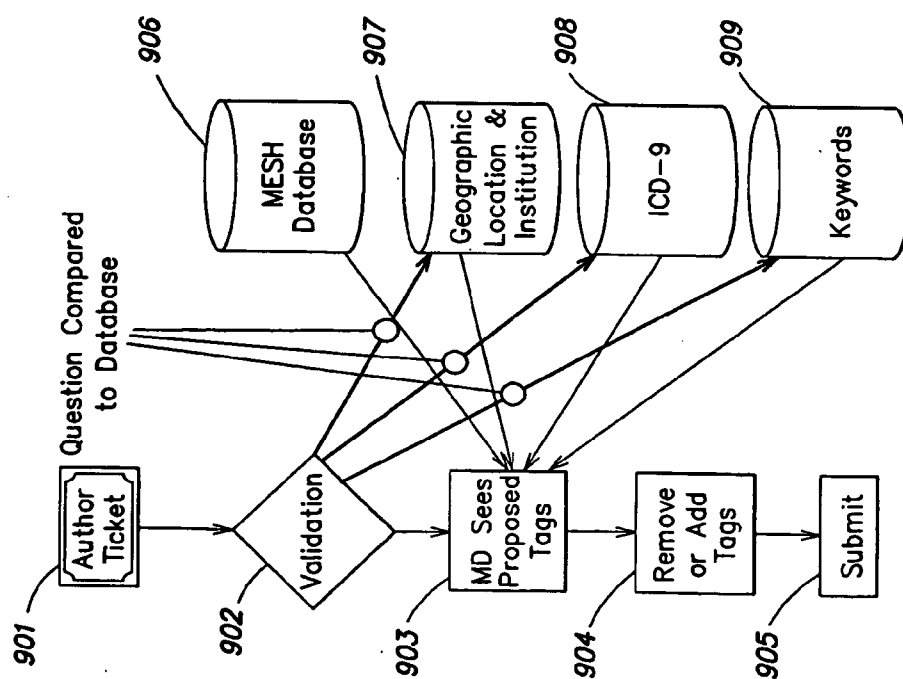 901
Author
Ticket
Question Compared
to Database
902
Validation
906
MESH
Database
907
Geographic
Location &
Institution
903
MD Sees
Proposed
Tags
908
ICD-9
904
Remove
or Add
Tags
909
Keywords
905
Submit